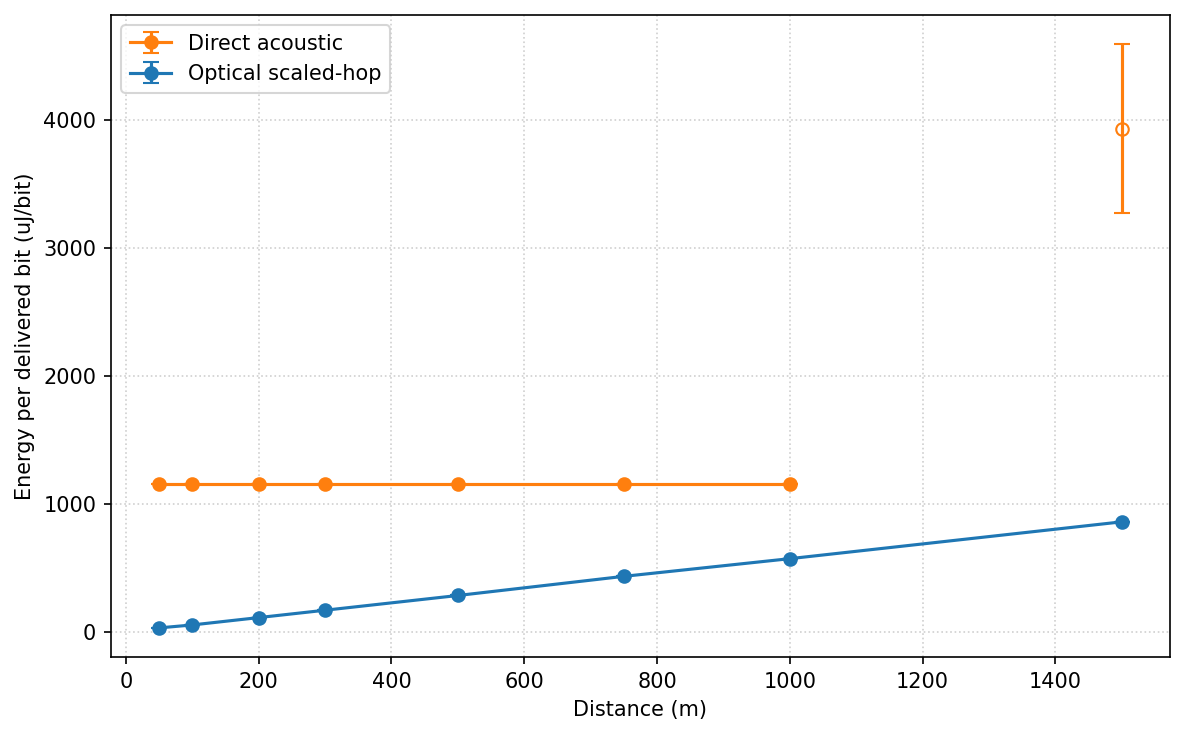 Direct acoustic
Optical scaled-hop
Energy per delivered bit (uJ/bit)
4000
3000
2000
1000
0
0 200 400 600 800 1000 1200 1400
Distance (m)